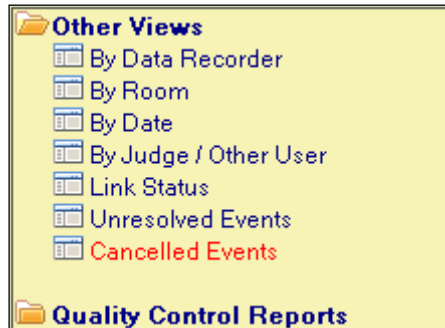 Other Views
By Data Recorder
By Room
By Date
By Judge / Other User
Link Status
Unresolved Events
Cancelled Events
Quality Control Reports